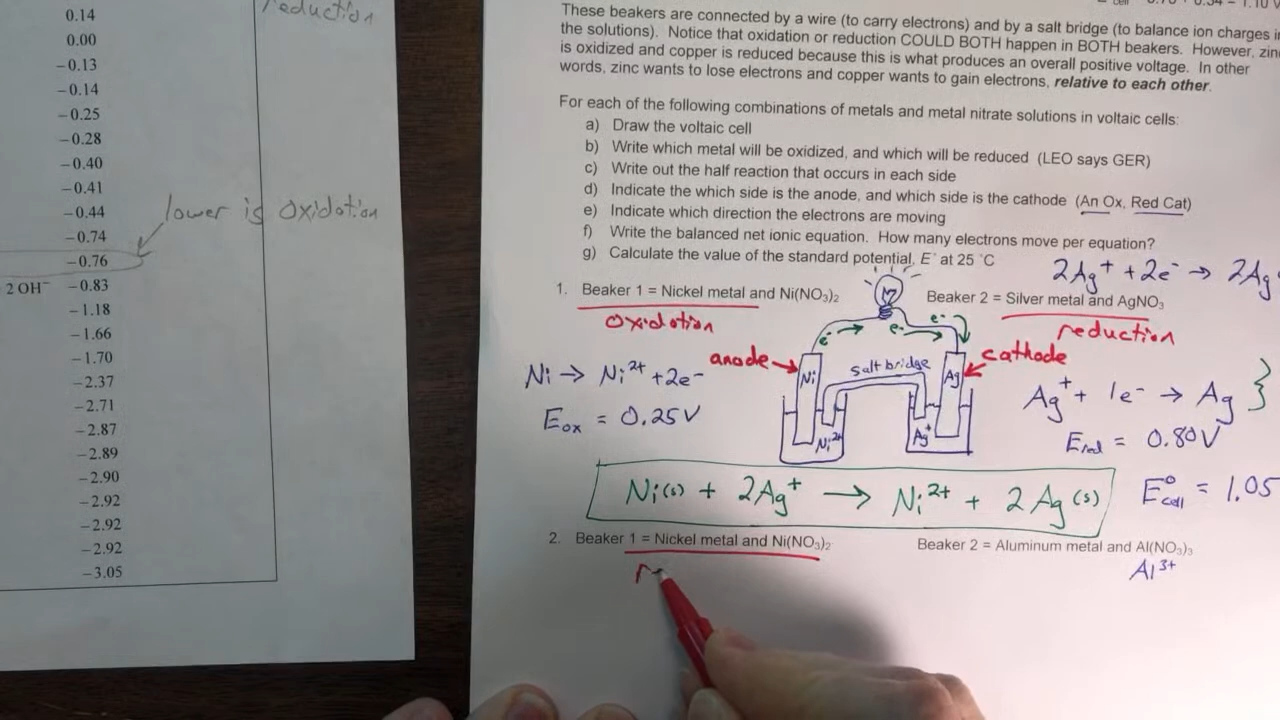 0.14
0.00
−0.13
−0.14
−0.25
−0.28
−0.40
−0.41
−0.44
−0.74
−0.76
2 OH⁻ −0.83
−1.18
−1.66
−1.70
−2.37
−2.71
−2.87
−2.89
−2.90
−2.92
−2.92
−2.92
−3.05
reduction
lower is oxidation
These beakers are connected by a wire (to carry electrons) and by a salt bridge (to balance ion charges in
the solutions). Notice that oxidation or reduction COULD BOTH happen in BOTH beakers. However, zinc
is oxidized and copper is reduced because this is what produces an overall positive voltage. In other
words, zinc wants to lose electrons and copper wants to gain electrons, relative to each other.
For each of the following combinations of metals and metal nitrate solutions in voltaic cells:
a) Draw the voltaic cell
b) Write which metal will be oxidized, and which will be reduced (LEO says GER)
c) Write out the half reaction that occurs in each side
d) Indicate the which side is the anode, and which side is the cathode (An Ox, Red Cat)
e) Indicate which direction the electrons are moving
f) Write the balanced net ionic equation. How many electrons move per equation?
g) Calculate the value of the standard potential, E° at 25 °C
2Ag⁺ + 2e⁻ → 2Ag
1. Beaker 1 = Nickel metal and Ni(NO₃)₂ Beaker 2 = Silver metal and AgNO₃
oxidation
reduction
e⁻ e⁻ e⁻
anode Ni salt bridge Ag cathode
Ni → Ni²⁺ + 2e⁻
Ag⁺ + 1e⁻ → Ag
Eox = 0.25V
Ni²⁺ Ag⁺
Ered = 0.80V
Ni(s) + 2Ag⁺ → Ni²⁺ + 2Ag(s)
E°cell = 1.05
2. Beaker 1 = Nickel metal and Ni(NO₃)₂ Beaker 2 = Aluminum metal and Al(NO₃)₃
Al³⁺